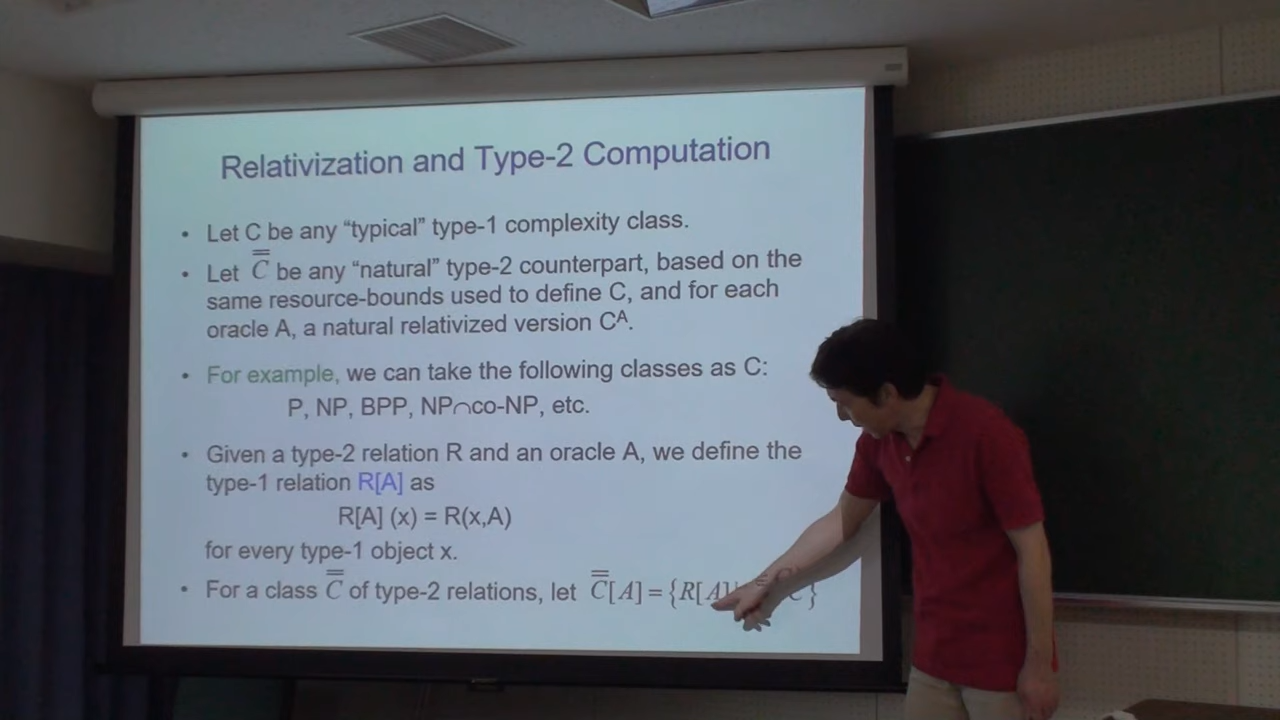 Relativization and Type-2 Computation
• Let C be any “typical” type-1 complexity class.
• Let C̿ be any “natural” type-2 counterpart, based on the
same resource-bounds used to define C, and for each
oracle A, a natural relativized version Cᴬ.
• For example, we can take the following classes as C:
P, NP, BPP, NP∩co-NP, etc.
• Given a type-2 relation R and an oracle A, we define the
type-1 relation R[A] as
R[A] (x) = R(x,A)
for every type-1 object x.
• For a class C̿ of type-2 relations, let C̿[A] = {R[A] }